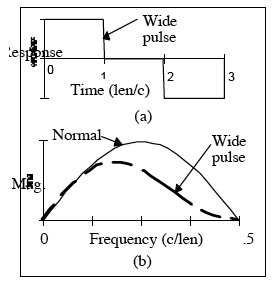 Wide
pulse
Response
0 1 2 3
Time (len/c)
(a)
Normal
Wide
pulse
Mag
0 Frequency (c/len) .5
(b)